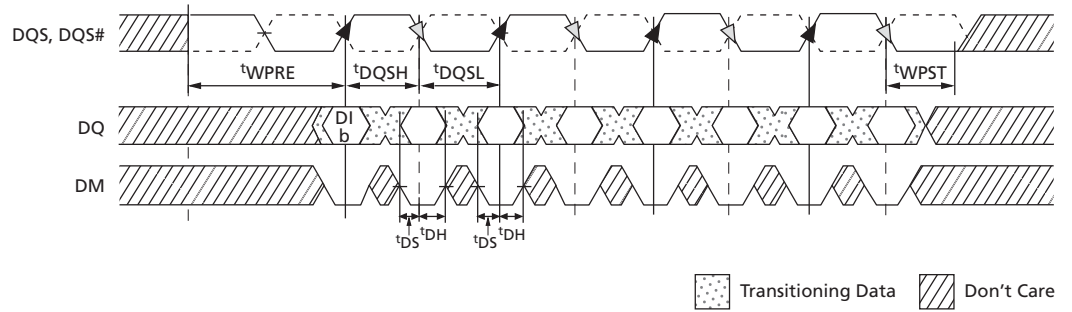 DQS, DQS#
tWPRE tDQSH tDQSL tWPST
DQ
DI
b
DM
tDS tDH tDS tDH
Transitioning Data Don't Care